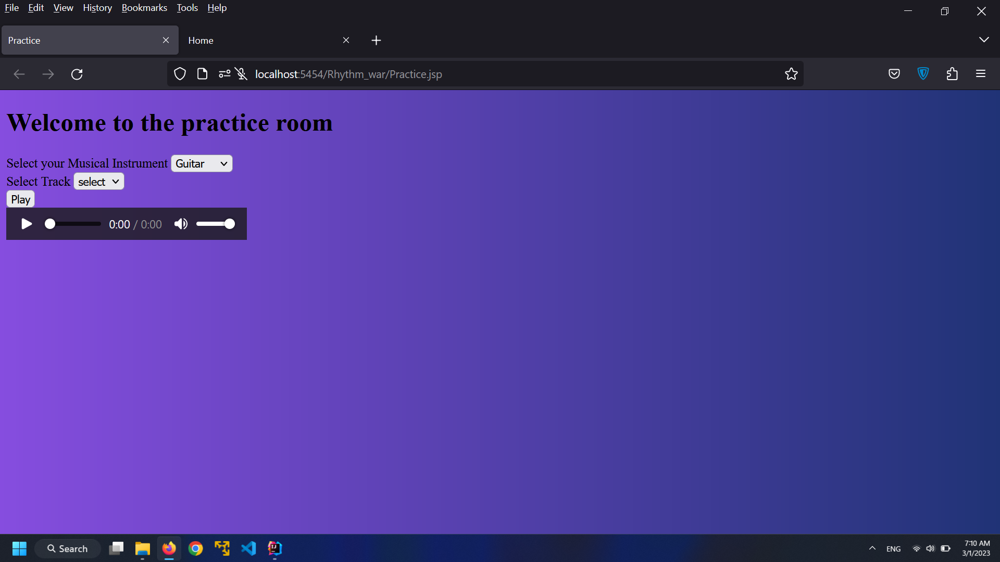 File Edit View History Bookmarks Tools Help
Practice Home
localhost:5454/Rhythm_war/Practice.jsp
Welcome to the practice room
Select your Musical Instrument Guitar
Select Track select
Play
0:00 / 0:00
Search ENG 7:10 AM
3/1/2023